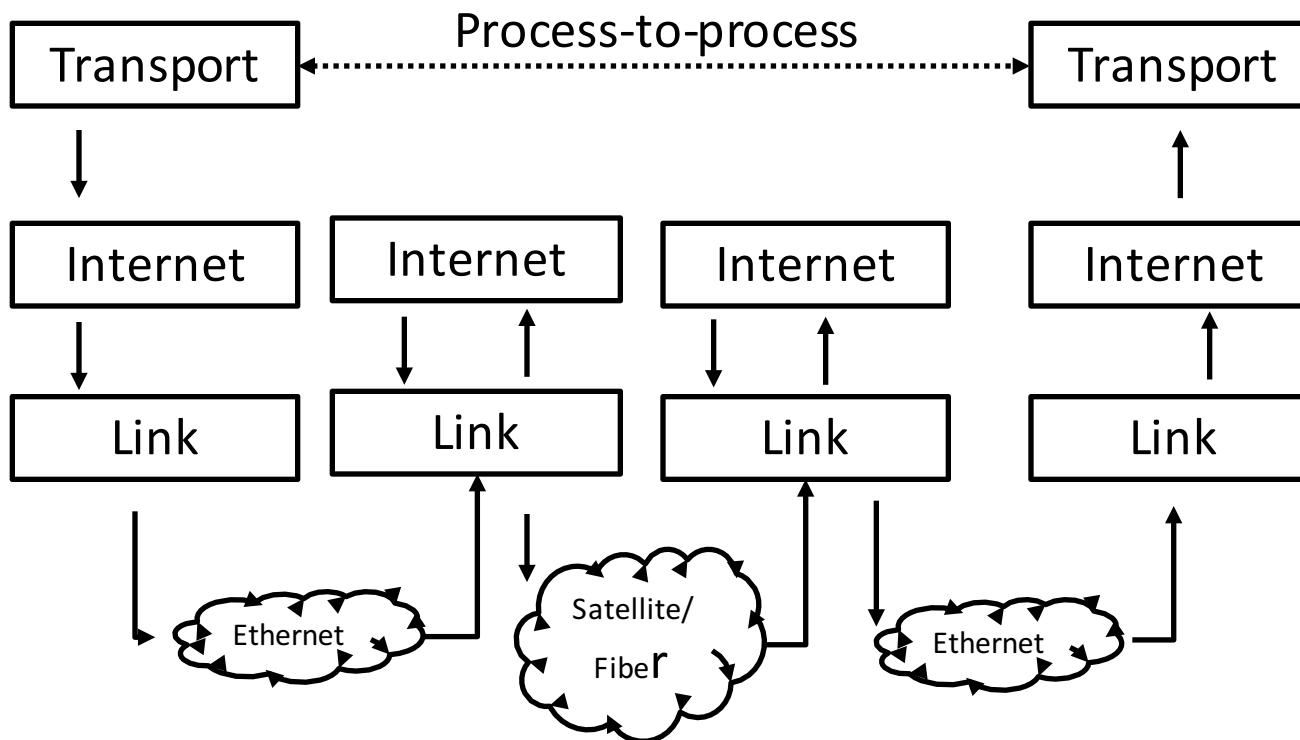 Process-to-process
Transport
Transport
Internet
Internet
Internet
Internet
Link
Link
Link
Link
Ethernet
Satellite/
Fiber
Ethernet